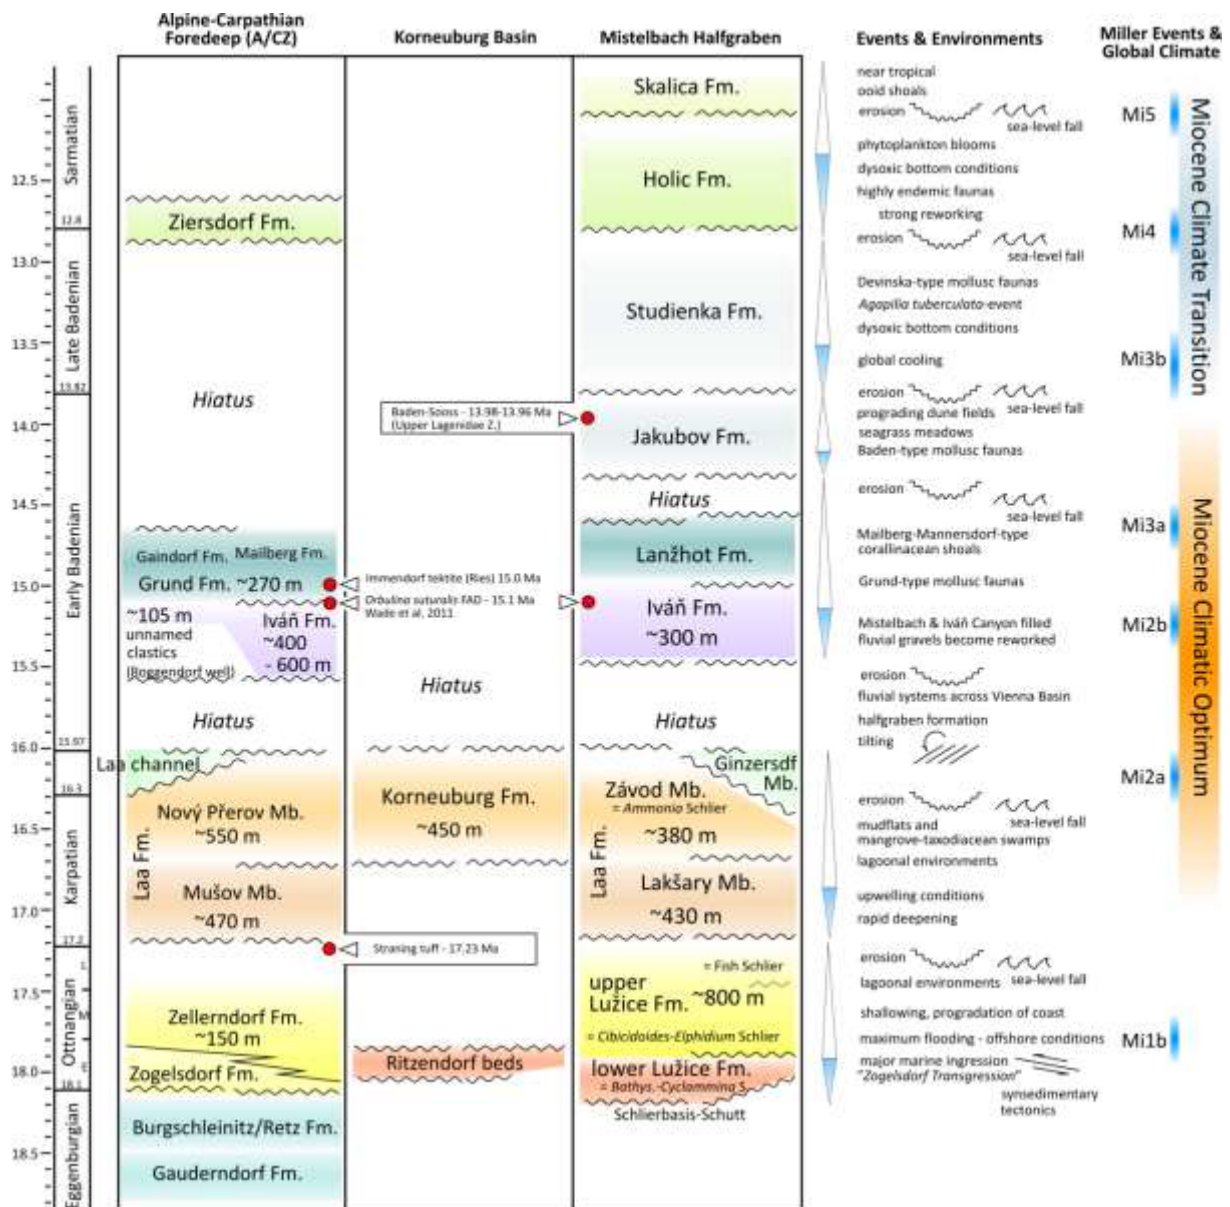 Alpine-Carpathian
Foredeep (A/CZ)
Korneuburg Basin
Mistelbach Halfgraben
Events & Environments
Miller Events &
Global Climate
Sarmatian
Late Badenian
Early Badenian
Karpatian
Ottnangian
Eggenburgian
12.5
12.8
13.0
13.5
13.82
14.0
14.5
15.0
15.5
15.97
16.0
16.3
16.5
17.0
17.2
17.5
18.0
18.1
18.5
L
M
E
Ziersdorf Fm.
Hiatus
Gaindorf Fm.
Mailberg Fm.
Grund Fm. ~270 m
~105 m
unnamed
clastics
(Roggendorf well)
Iváň Fm.
~400
- 600 m
Hiatus
Laa channel
Nový Přerov Mb.
~550 m
Laa Fm.
Mušov Mb.
~470 m
Zellerndorf Fm.
~150 m
Zogelsdorf Fm.
Burgschleinitz/Retz Fm.
Gauderndorf Fm.
Baden-Sooss - 13.98-13.96 Ma
(Upper Lagenidae Z.)
Immendorf tektite (Ries) 15.0 Ma
Orbulina suturalis FAD - 15.1 Ma
Wade et al, 2011
Hiatus
Korneuburg Fm.
~450 m
Straning tuff - 17.23 Ma
Ritzendorf beds
Skalica Fm.
Holic Fm.
Studienka Fm.
Jakubov Fm.
Hiatus
Lanžhot Fm.
Iváň Fm.
~300 m
Hiatus
Ginzersdf
Mb.
Závod Mb.
= Ammonia Schlier
~380 m
Laa Fm.
Lakšary Mb.
~430 m
= Fish Schlier
upper
Lužice Fm.
~800 m
= Cibicidoides-Elphidium Schlier
lower Lužice Fm.
= Bathys.-Cyclammina S.
Schlierbasis-Schutt
near tropical
ooid shoals
erosion
sea-level fall
phytoplankton blooms
dysoxic bottom conditions
highly endemic faunas
strong reworking
erosion
sea-level fall
Devinska-type mollusc faunas
Agapilia tuberculata-event
dysoxic bottom conditions
global cooling
erosion
sea-level fall
prograding dune fields
seagrass meadows
Baden-type mollusc faunas
erosion
sea-level fall
Mailberg-Mannersdorf-type
corallinacean shoals
Grund-type mollusc faunas
Mistelbach & Iváň Canyon filled
fluvial gravels become reworked
erosion
fluvial systems across Vienna Basin
halfgraben formation
tilting
erosion
sea-level fall
mudflats and
mangrove-taxodiacean swamps
lagoonal environments
upwelling conditions
rapid deepening
erosion
lagoonal environments
sea-level fall
shallowing, progradation of coast
maximum flooding - offshore conditions
major marine ingression
"Zogelsdorf Transgression"
synsedimentary
tectonics
Mi5
Mi4
Mi3b
Mi3a
Mi2b
Mi2a
Mi1b
Miocene Climate Transition
Miocene Climatic Optimum